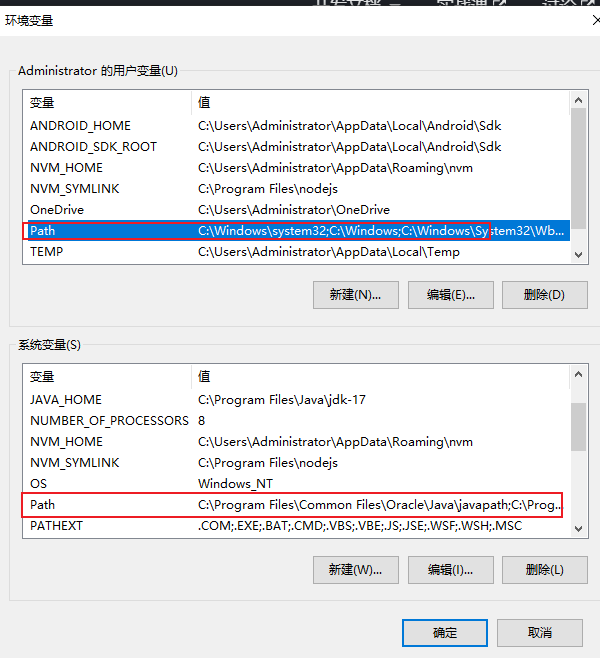 环境变量
Administrator 的用户变量(U)
变量 值
ANDROID_HOME C:\Users\Administrator\AppData\Local\Android\Sdk
ANDROID_SDK_ROOT C:\Users\Administrator\AppData\Local\Android\Sdk
NVM_HOME C:\Users\Administrator\AppData\Roaming\nvm
NVM_SYMLINK C:\Program Files\nodejs
OneDrive C:\Users\Administrator\OneDrive
Path C:\Windows\system32;C:\Windows;C:\Windows\System32\Wb...
TEMP C:\Users\Administrator\AppData\Local\Temp
新建(N)... 编辑(E)... 删除(D)
系统变量(S)
变量 值
JAVA_HOME C:\Program Files\Java\jdk-17
NUMBER_OF_PROCESSORS 8
NVM_HOME C:\Users\Administrator\AppData\Roaming\nvm
NVM_SYMLINK C:\Program Files\nodejs
OS Windows_NT
Path C:\Program Files\Common Files\Oracle\Java\javapath;C:\Prog...
PATHEXT .COM;.EXE;.BAT;.CMD;.VBS;.VBE;.JS;.JSE;.WSF;.WSH;.MSC
新建(W)... 编辑(I)... 删除(L)
确定 取消